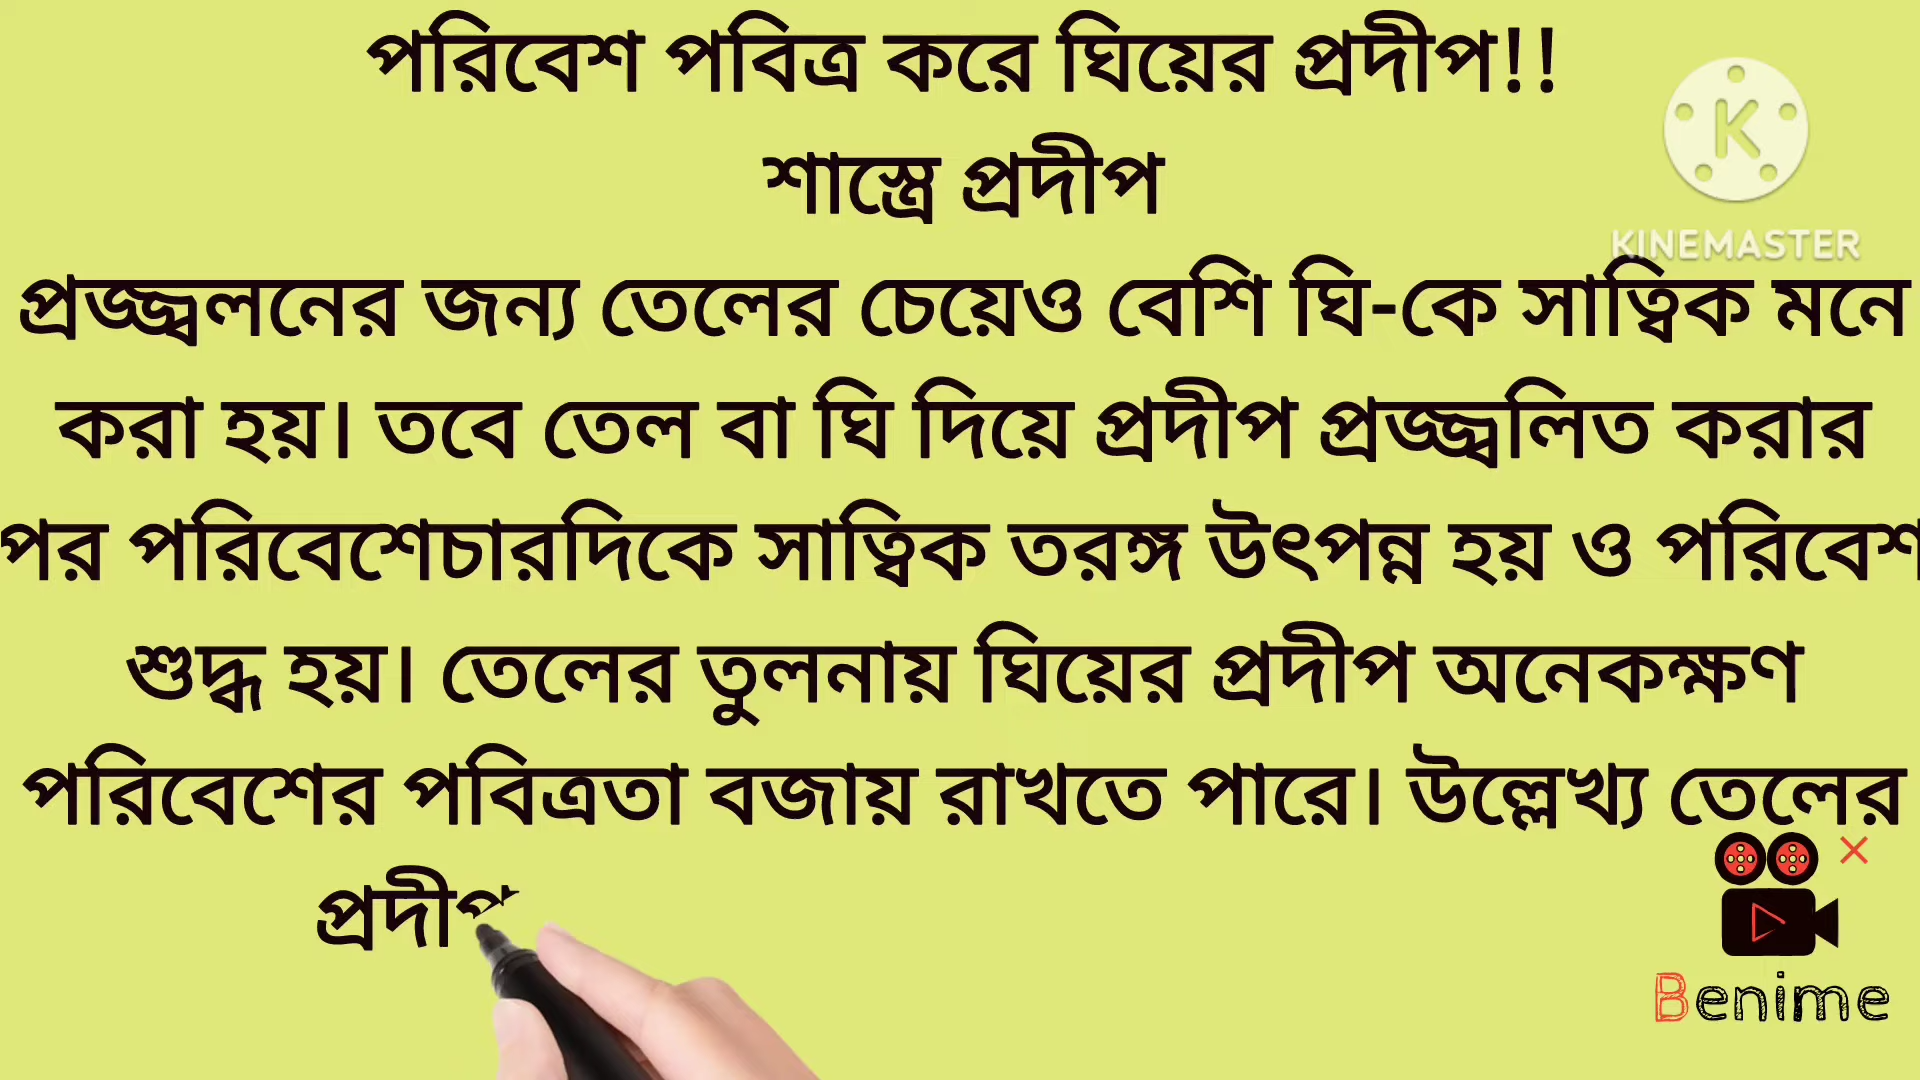 পরিবেশ পবিত্র করে ঘিয়ের প্রদীপ!!
শাস্ত্রে প্রদীপ
প্রজ্জ্বলনের জন্য তেলের চেয়েও বেশি ঘি-কে সাত্বিক মনে
করা হয়। তবে তেল বা ঘি দিয়ে প্রদীপ প্রজ্জ্বলিত করার
পর পরিবেশেচারদিকে সাত্বিক তরঙ্গ উৎপন্ন হয় ও পরিবেশ
শুদ্ধ হয়। তেলের তুলনায় ঘিয়ের প্রদীপ অনেকক্ষণ
পরিবেশের পবিত্রতা বজায় রাখতে পারে। উল্লেখ্য তেলের
প্রদীপ
K
KINEMASTER
Benime